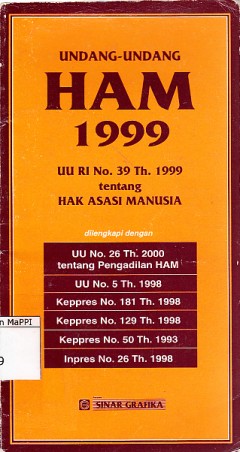 UNDANG-UNDANG
HAM
1999
UU RI No. 39 Th. 1999
tentang
HAK ASASI MANUSIA
dilengkapi dengan
UU No. 26 Th. 2000
tentang Pengadilan HAM
UU No. 5 Th. 1998
Keppres No. 181 Th. 1998
Keppres No. 129 Th. 1998
Keppres No. 50 Th. 1993
Inpres No. 26 Th. 1998
n MaPPI
9
SINAR GRAFIKA